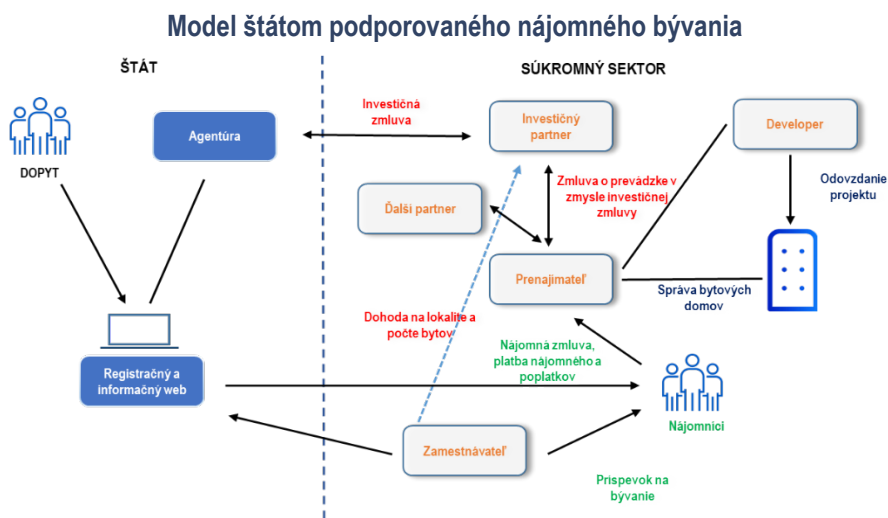 Model štátom podporovaného nájomného bývania
ŠTÁT
SÚKROMNÝ SEKTOR
DOPYT
Agentúra
Investičná
zmluva
Investičný
partner
Developer
Ďalší partner
Zmluva o prevádzke v
zmysle investičnej
zmluvy
Odovzdanie
projektu
Prenajímateľ
Správa bytových
domov
Dohoda na lokalite a
počte bytov
Nájomná zmluva,
platba nájomného a
poplatkov
Registračný a
informačný web
Nájomníci
Zamestnávateľ
Príspevok na
bývanie